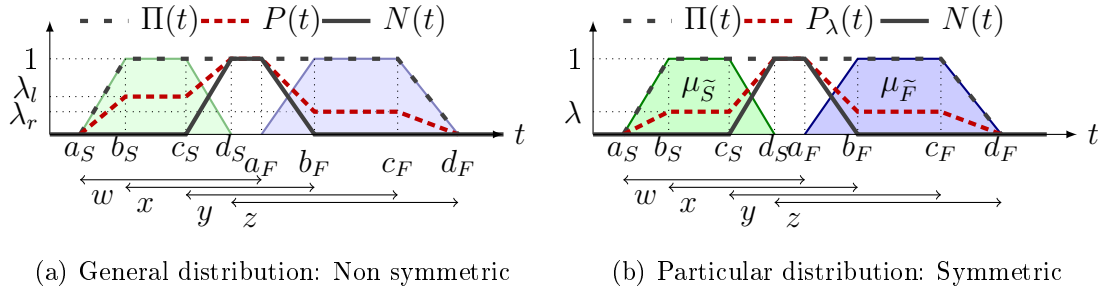 Π(t) P(t) N(t)
1
λ_l
λ_r
a_S b_S c_S d_S a_F b_F c_F d_F t
w
x
y
z
(a) General distribution: Non symmetric
Π(t) P_λ(t) N(t)
1
μ_S̃ μ_F̃
λ
a_S b_S c_S d_S a_F b_F c_F d_F t
w
x
y
z
(b) Particular distribution: Symmetric